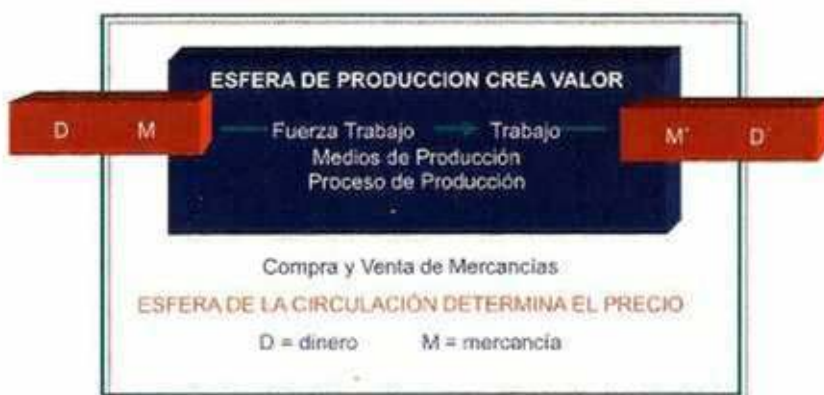 ESFERA DE PRODUCCION CREA VALOR
D M Fuerza Trabajo Trabajo M' D'
Medios de Producción
Proceso de Producción
Compra y Venta de Mercancías
ESFERA DE LA CIRCULACIÓN DETERMINA EL PRECIO
D = dinero M = mercancía